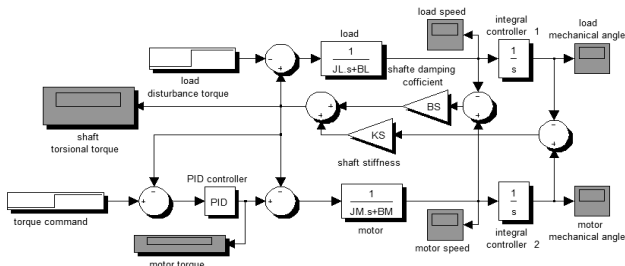 load speed
integral
controller 1
load
mechanical angle
load
1
JL.s+BL
1
s
load
disturbance torque
shafte damping
cofficient
BS
shaft
torsional torque
KS
shaft stiffness
PID controller
PID
torque command
1
JM.s+BM
motor
1
s
motor torque
motor speed
integral
controller 2
motor
mechanical angle